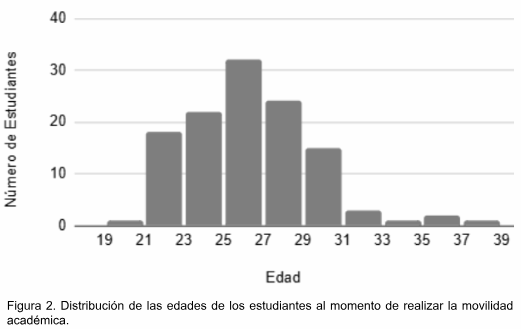 40
30
20
10
0
Número de Estudiantes
19 21 23 25 27 29 31 33 35 37 39
Edad
Figura 2. Distribución de las edades de los estudiantes al momento de realizar la movilidad
académica.